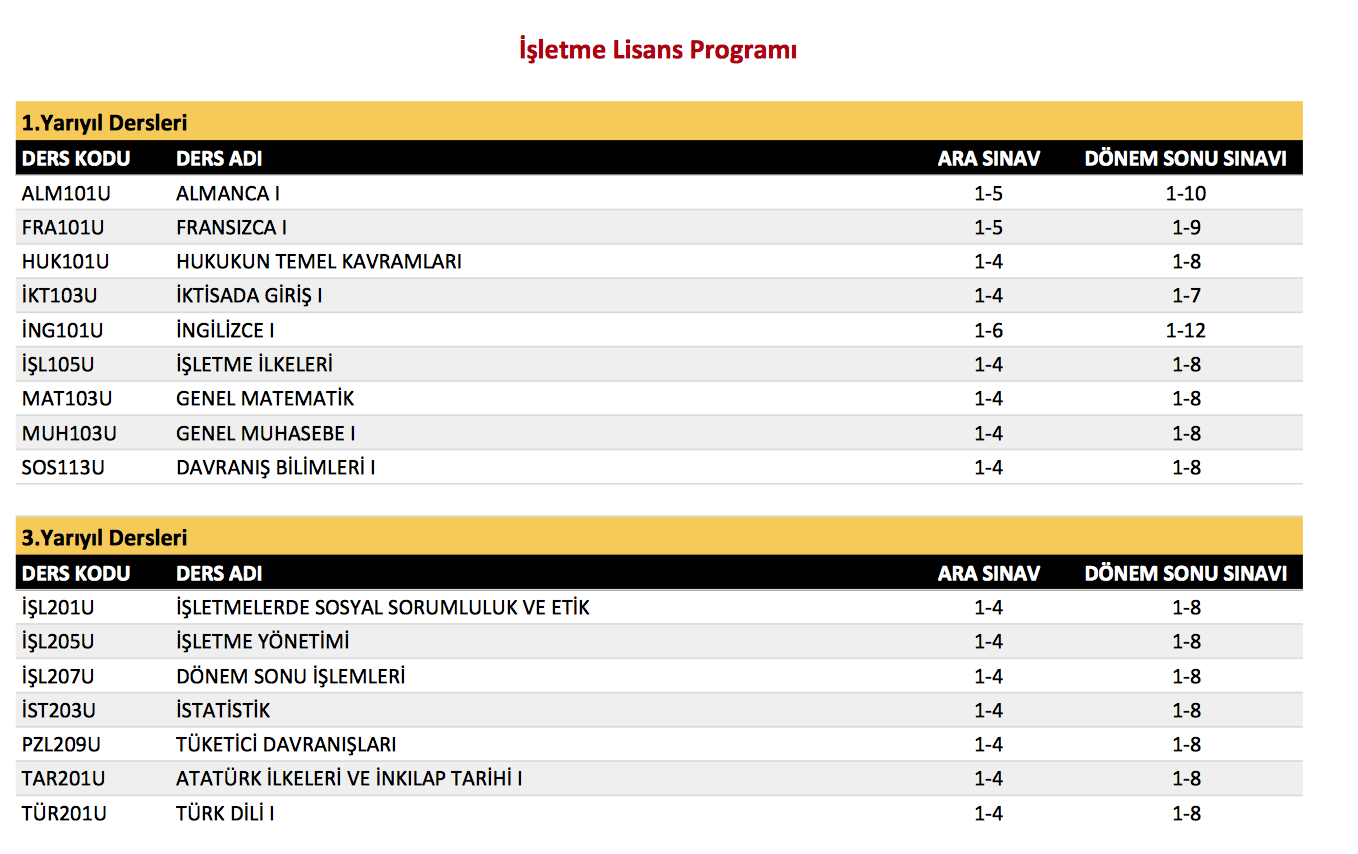 İşletme Lisans Programı
1.Yarıyıl Dersleri
DERS KODU DERS ADI ARA SINAV DÖNEM SONU SINAVI
ALM101U ALMANCA I 1-5 1-10
FRA101U FRANSIZCA I 1-5 1-9
HUK101U HUKUKUN TEMEL KAVRAMLARI 1-4 1-8
İKT103U İKTİSADA GİRİŞ I 1-4 1-7
İNG101U İNGİLİZCE I 1-6 1-12
İŞL105U İŞLETME İLKELERİ 1-4 1-8
MAT103U GENEL MATEMATİK 1-4 1-8
MUH103U GENEL MUHASEBE I 1-4 1-8
SOS113U DAVRANIŞ BİLİMLERİ I 1-4 1-8
3.Yarıyıl Dersleri
DERS KODU DERS ADI ARA SINAV DÖNEM SONU SINAVI
İŞL201U İŞLETMELERDE SOSYAL SORUMLULUK VE ETİK 1-4 1-8
İŞL205U İŞLETME YÖNETİMİ 1-4 1-8
İŞL207U DÖNEM SONU İŞLEMLERİ 1-4 1-8
İST203U İSTATİSTİK 1-4 1-8
PZL209U TÜKETİCİ DAVRANIŞLARI 1-4 1-8
TAR201U ATATÜRK İLKELERİ VE İNKILAP TARİHİ I 1-4 1-8
TÜR201U TÜRK DİLİ I 1-4 1-8